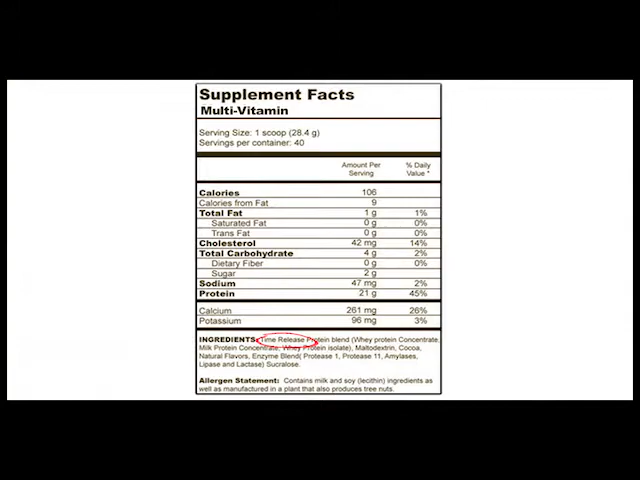 Supplement Facts
Multi-Vitamin
Serving Size: 1 scoop (28.4 g)
Servings per container: 40
Amount Per Serving % Daily Value *
Calories 106
Calories from Fat 9
Total Fat 1 g 1%
Saturated Fat 0 g 0%
Trans Fat 0 g 0%
Cholesterol 42 mg 14%
Total Carbohydrate 4 g 2%
Dietary Fiber 0 g 0%
Sugar 2 g
Sodium 47 mg 2%
Protein 21 g 45%
Calcium 261 mg 26%
Potassium 96 mg 3%
INGREDIENTS: Time Release Protein blend (Whey protein Concentrate,
Milk Protein Concentrate, Whey Protein isolate), Maltodextrin, Cocoa,
Natural Flavors, Enzyme Blend( Protease 1, Protease 11, Amylases,
Lipase and Lactase) Sucralose.
Allergen Statement: Contains milk and soy (lecithin) ingredients as
well as manufactured in a plant that also produces tree nuts.